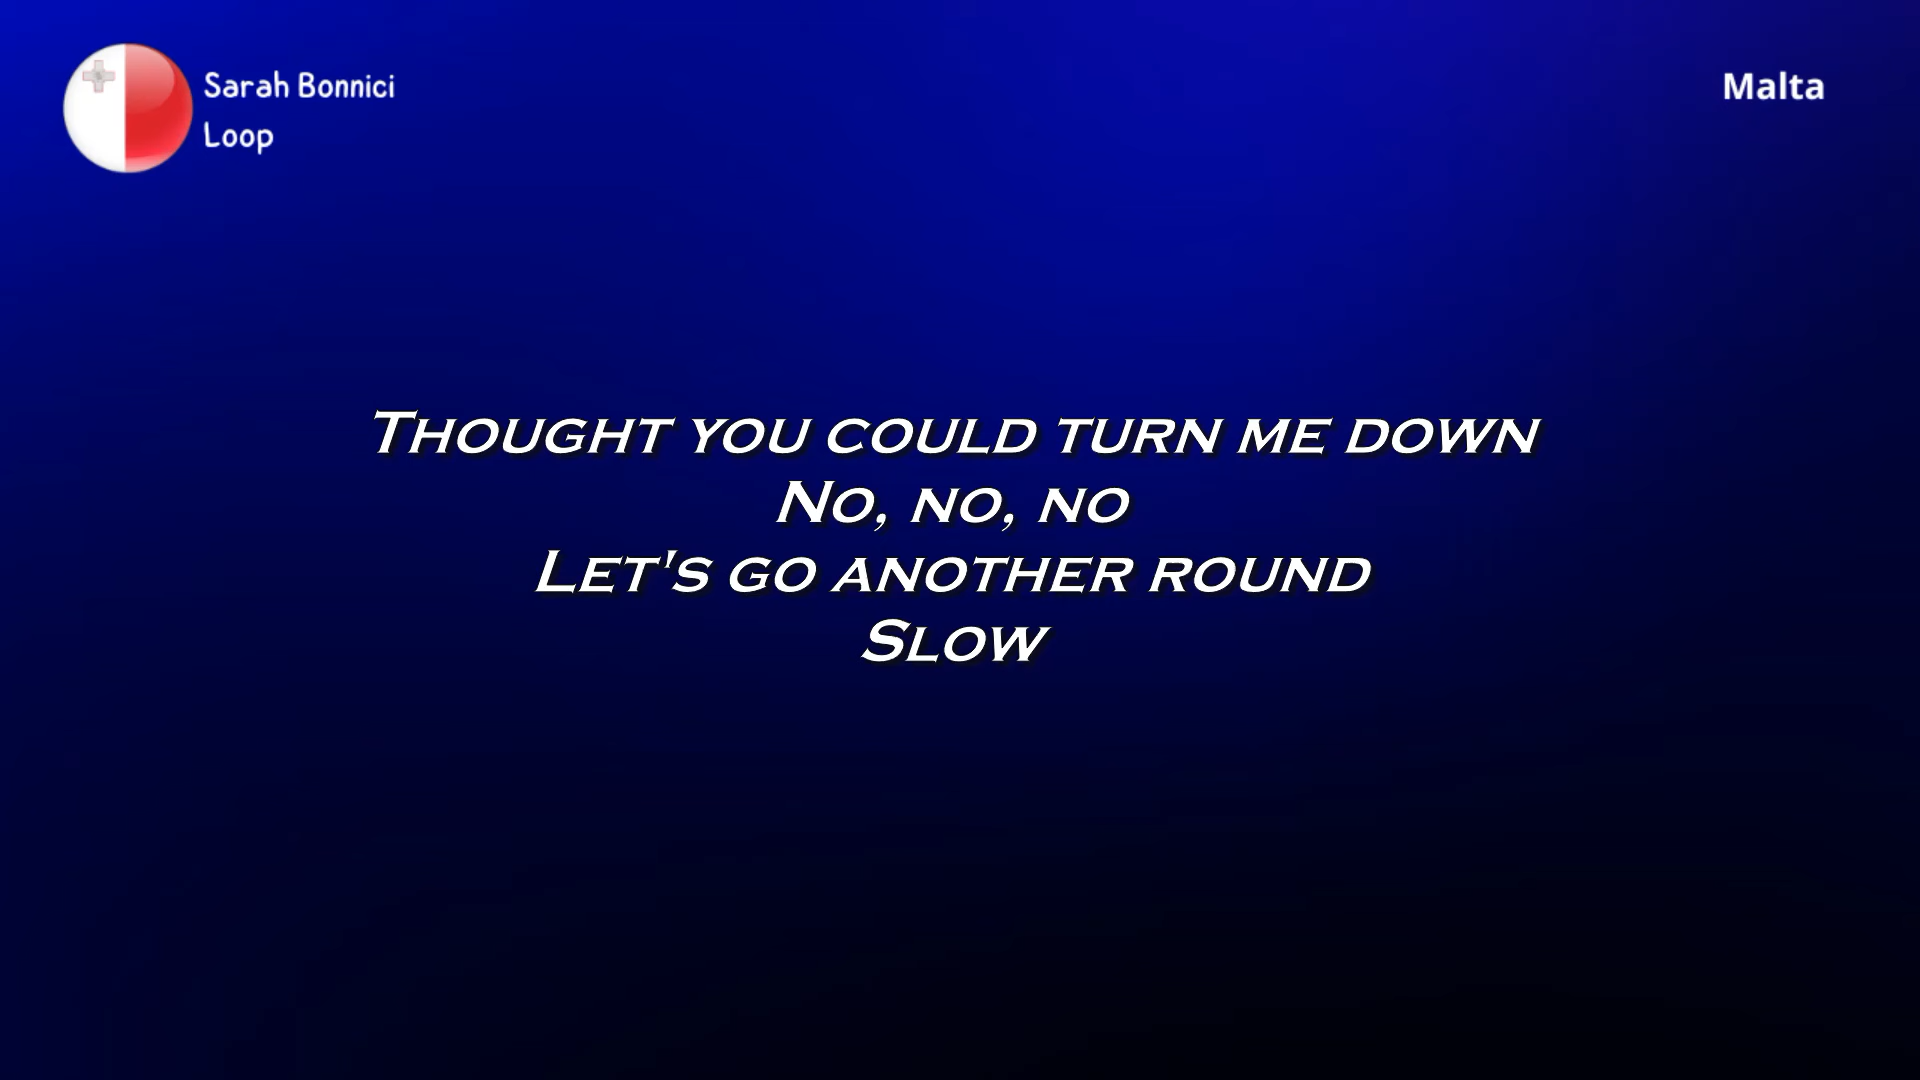 Sarah Bonnici
Loop
Malta
Thought you could turn me down
No, no, no
Let's go another round
Slow